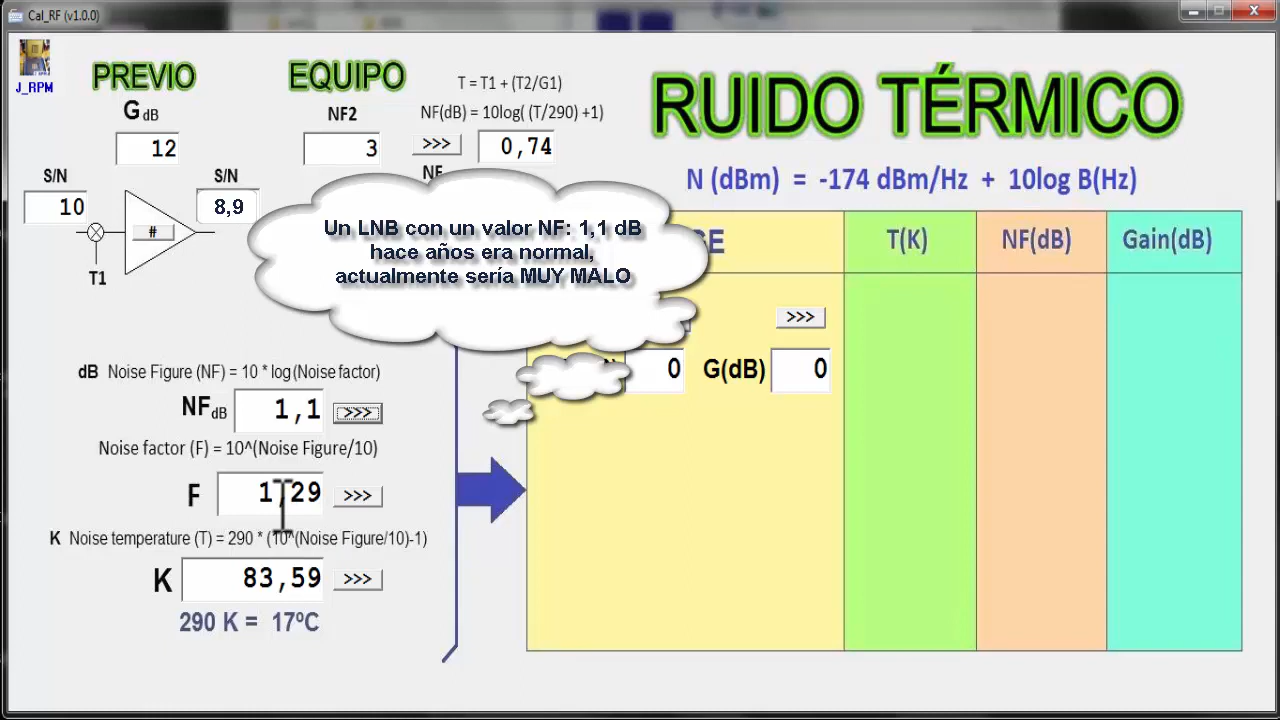 Cal_RF (v1.0.0)
J_RPM
PREVIO
G dB
12
S/N
10
S/N
8,9
#
T1
EQUIPO
NF2
3
T = T1 + (T2/G1)
NF(dB) = 10log( (T/290) +1)
>>>
0,74
NF
Un LNB con un valor NF: 1,1 dB
hace años era normal,
actualmente sería MUY MALO
dB Noise Figure (NF) = 10 * log(Noise factor)
NF dB
1,1
>>>
Noise factor (F) = 10^(Noise Figure/10)
F
1,29
>>>
K Noise temperature (T) = 290 * (10^(Noise Figure/10)-1)
K
83,59
>>>
290 K = 17ºC
RUIDO TÉRMICO
N (dBm) = -174 dBm/Hz + 10log B(Hz)
T(K)
NF(dB)
Gain(dB)
>>>
0
G(dB)
0